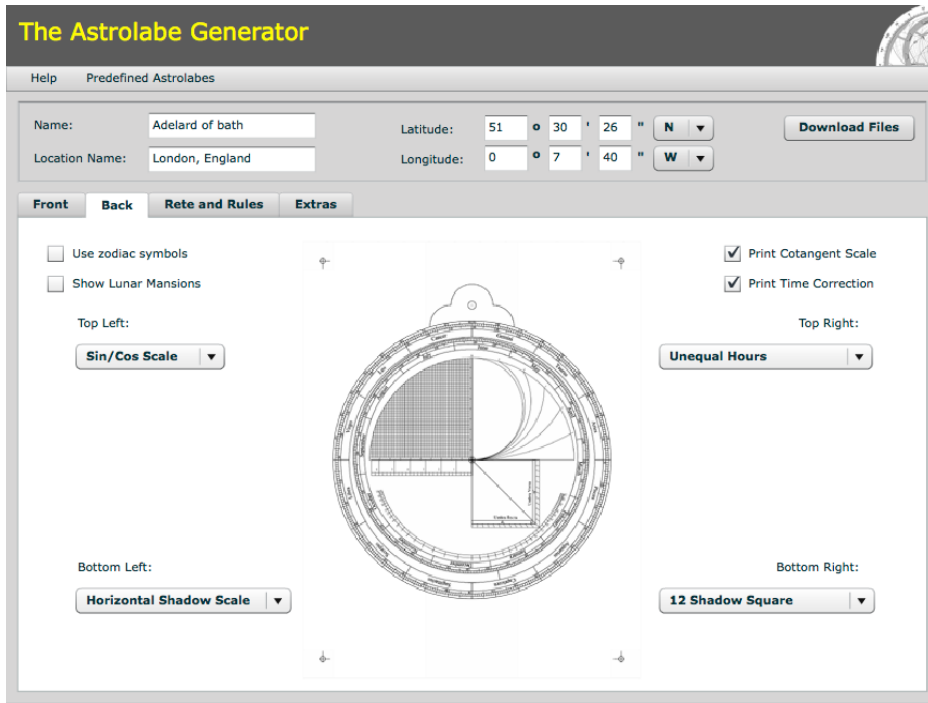 The Astrolabe Generator
Help Predefined Astrolabes
Name: Adelard of bath Latitude: 51 o 30 ' 26 " N Download Files
Location Name: London, England Longitude: 0 o 7 ' 40 " W
Front Back Rete and Rules Extras
Use zodiac symbols Print Cotangent Scale
Show Lunar Mansions Print Time Correction
Top Left: Top Right:
Sin/Cos Scale Unequal Hours
Bottom Left: Bottom Right:
Horizontal Shadow Scale 12 Shadow Square